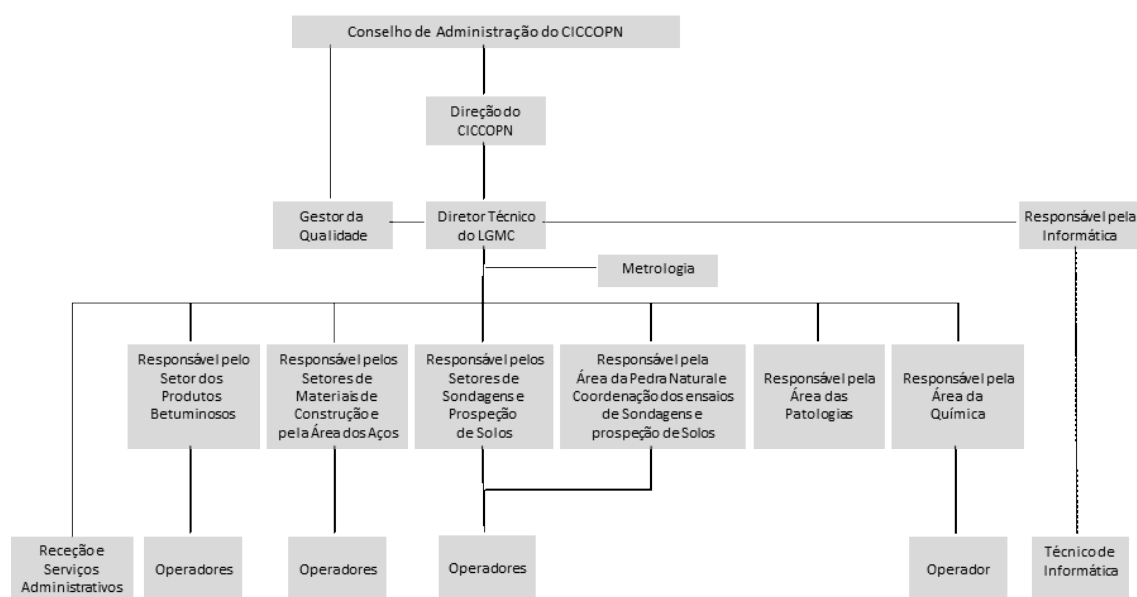 Conselho de Administração do CICCOPN
Direção do
CICCOPN
Gestor da
Qualidade
Diretor Técnico
do LGMC
Responsável pela
Informática
Metrologia
Responsável pelo
Setor dos
Produtos
Betuminosos
Responsável pelos
Setores de
Materiais de
Construção e
pela Área dos Aços
Responsável pelos
Setores de
Sondagens e
Prospeção
de Solos
Responsável pela
Área da Pedra Natural e
Coordenação dos ensaios
de Sondagens e
prospeção de Solos
Responsável pela
Área das
Patologias
Responsável pela
Área da
Química
Receção e
Serviços
Administrativos
Operadores
Operadores
Operadores
Operador
Técnico de
Informática